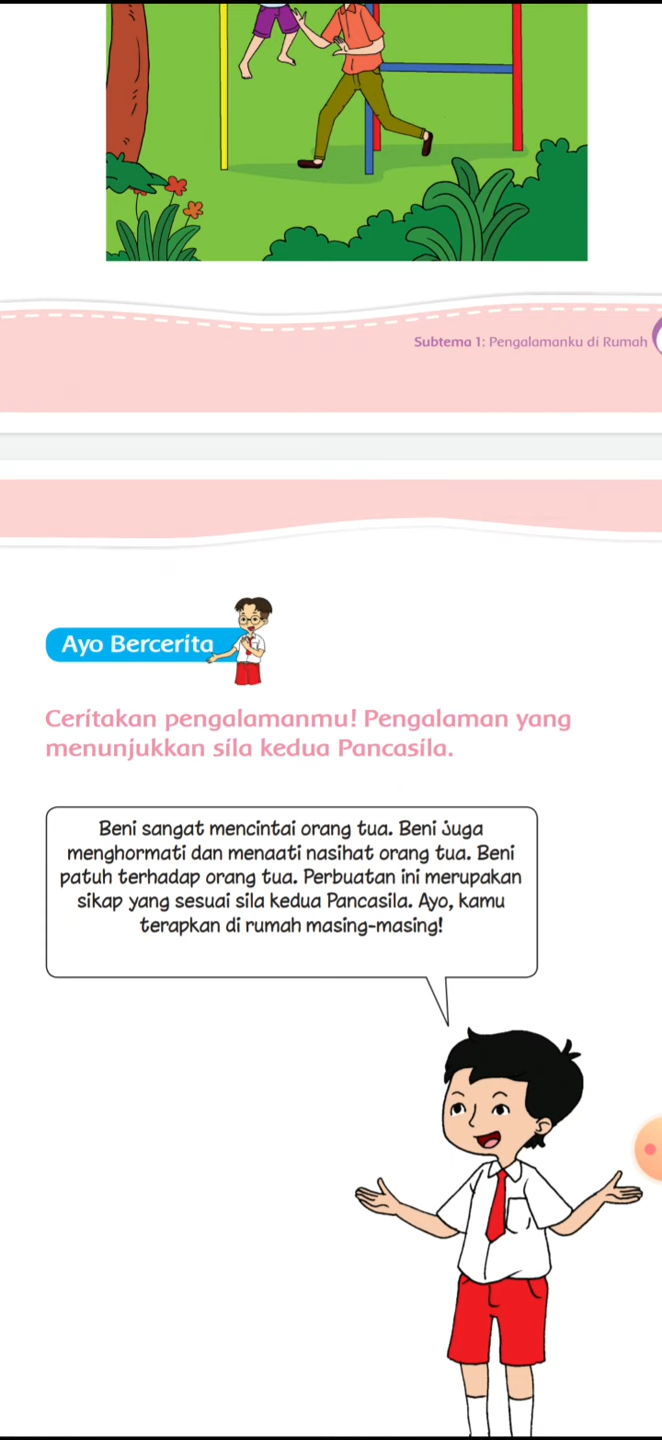 Subtema 1: Pengalamanku di Rumah
Ayo Bercerita
Ceritakan pengalamanmu! Pengalaman yang
menunjukkan sila kedua Pancasila.
Beni sangat mencintai orang tua. Beni juga
menghormati dan menaati nasihat orang tua. Beni
patuh terhadap orang tua. Perbuatan ini merupakan
sikap yang sesuai sila kedua Pancasila. Ayo, kamu
terapkan di rumah masing-masing!